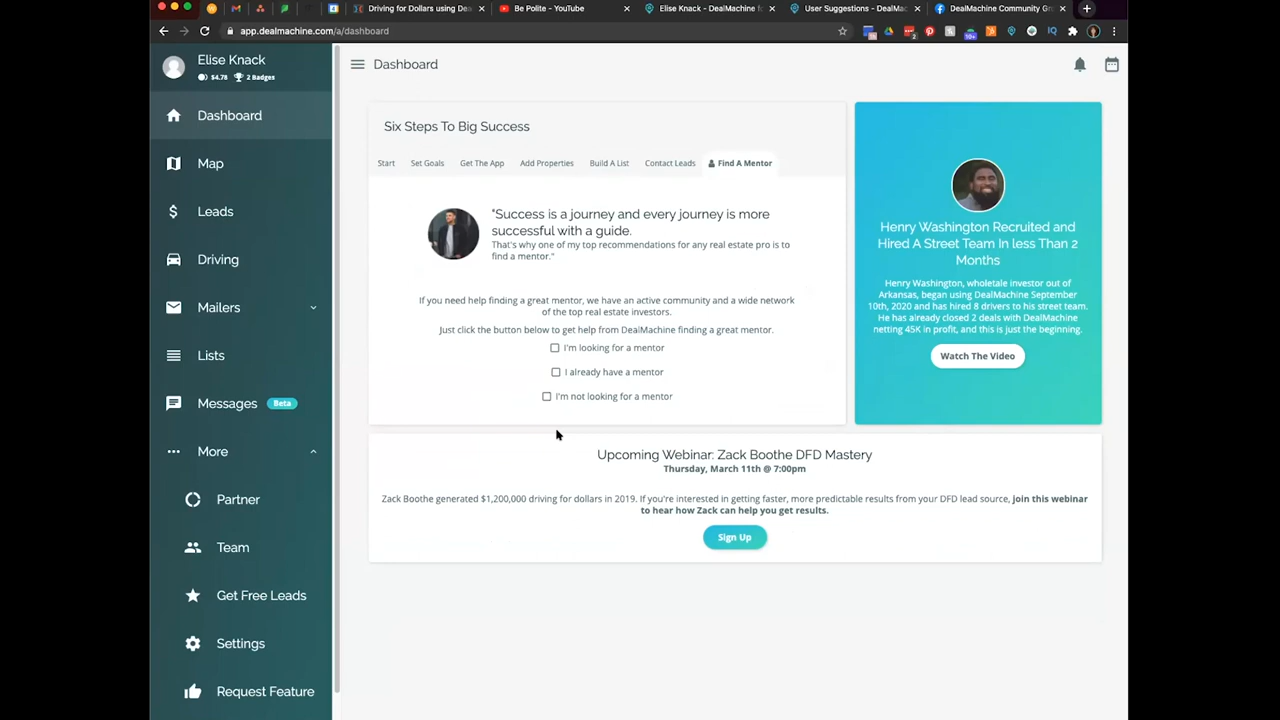 Driving for Dollars using Dea
Be Polite - YouTube
Elise Knack - DealMachine fo
User Suggestions - DealMac
DealMachine Community Gr
app.dealmachine.com/a/dashboard
Elise Knack
$4.78 2 Badges
Dashboard
Map
Leads
Driving
Mailers
Lists
Messages Beta
More
Partner
Team
Get Free Leads
Settings
Request Feature
Dashboard
Six Steps To Big Success
Start Set Goals Get The App Add Properties Build A List Contact Leads Find A Mentor
"Success is a journey and every journey is more
successful with a guide.
That's why one of my top recommendations for any real estate pro is to
find a mentor."
If you need help finding a great mentor, we have an active community and a wide network
of the top real estate investors.
Just click the button below to get help from DealMachine finding a great mentor.
I'm looking for a mentor
I already have a mentor
I'm not looking for a mentor
Henry Washington Recruited and
Hired A Street Team In less Than 2
Months
Henry Washington, wholetale investor out of
Arkansas, began using DealMachine September
10th, 2020 and has hired 8 drivers to his street team.
He has already closed 2 deals with DealMachine
netting 45K in profit, and this is just the beginning.
Watch The Video
Upcoming Webinar: Zack Boothe DFD Mastery
Thursday, March 11th @ 7:00pm
Zack Boothe generated $1,200,000 driving for dollars in 2019. If you're interested in getting faster, more predictable results from your DFD lead source, join this webinar
to hear how Zack can help you get results.
Sign Up